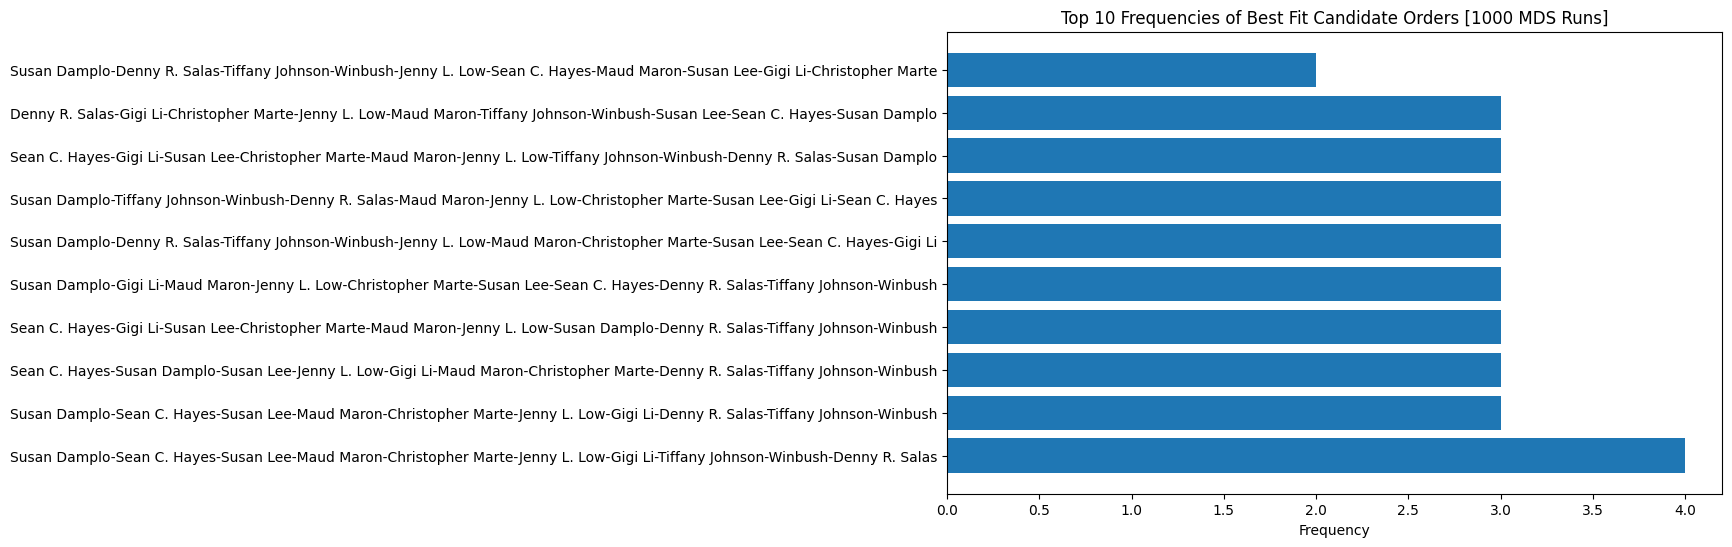 Top 10 Frequencies of Best Fit Candidate Orders [1000 MDS Runs]
Susan Damplo-Denny R. Salas-Tiffany Johnson-Winbush-Jenny L. Low-Sean C. Hayes-Maud Maron-Susan Lee-Gigi Li-Christopher Marte
Denny R. Salas-Gigi Li-Christopher Marte-Jenny L. Low-Maud Maron-Tiffany Johnson-Winbush-Susan Lee-Sean C. Hayes-Susan Damplo
Sean C. Hayes-Gigi Li-Susan Lee-Christopher Marte-Maud Maron-Jenny L. Low-Tiffany Johnson-Winbush-Denny R. Salas-Susan Damplo
Susan Damplo-Tiffany Johnson-Winbush-Denny R. Salas-Maud Maron-Jenny L. Low-Christopher Marte-Susan Lee-Gigi Li-Sean C. Hayes
Susan Damplo-Denny R. Salas-Tiffany Johnson-Winbush-Jenny L. Low-Maud Maron-Christopher Marte-Susan Lee-Sean C. Hayes-Gigi Li
Susan Damplo-Gigi Li-Maud Maron-Jenny L. Low-Christopher Marte-Susan Lee-Sean C. Hayes-Denny R. Salas-Tiffany Johnson-Winbush
Sean C. Hayes-Gigi Li-Susan Lee-Christopher Marte-Maud Maron-Jenny L. Low-Susan Damplo-Denny R. Salas-Tiffany Johnson-Winbush
Sean C. Hayes-Susan Damplo-Susan Lee-Jenny L. Low-Gigi Li-Maud Maron-Christopher Marte-Denny R. Salas-Tiffany Johnson-Winbush
Susan Damplo-Sean C. Hayes-Susan Lee-Maud Maron-Christopher Marte-Jenny L. Low-Gigi Li-Denny R. Salas-Tiffany Johnson-Winbush
Susan Damplo-Sean C. Hayes-Susan Lee-Maud Maron-Christopher Marte-Jenny L. Low-Gigi Li-Tiffany Johnson-Winbush-Denny R. Salas
0.0 0.5 1.0 1.5 2.0 2.5 3.0 3.5 4.0
Frequency